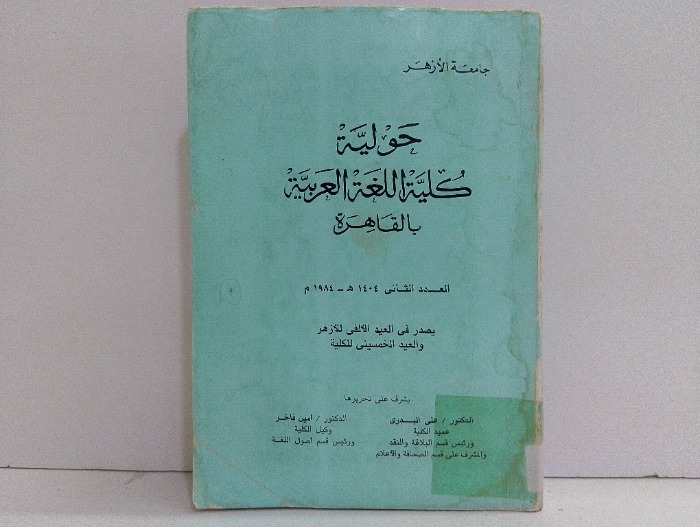 جامعة الأزهر
حولية
كلية اللغة العربية
بالقاهرة
العدد الثانى ١٤٠٤ هـ - ١٩٨٤ م
يصدر فى العيد الألفى للأزهر
والعيد الخمسينى للكلية
يشرف على تحريرها
الدكتور / على البدرى
عميد الكلية
ورئيس قسم البلاغة والنقد
والمشرف على قسم الصحافة والأعلام
الدكتور / امين فاخر
وكيل الكلية
ورئيس قسم أصول اللغة